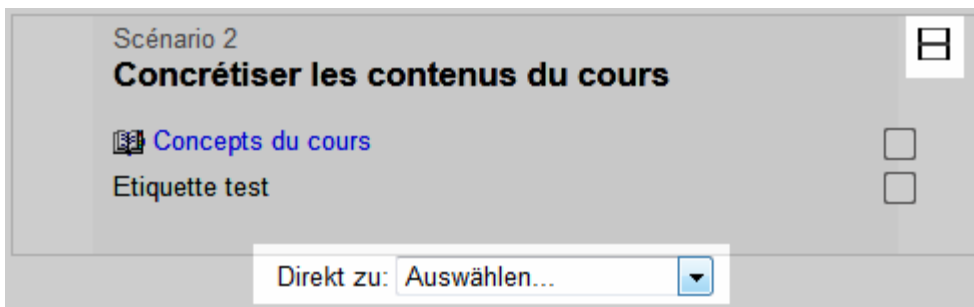 Scénario 2
Concrétiser les contenus du cours
Concepts du cours
Etiquette test
Direkt zu: Auswählen...